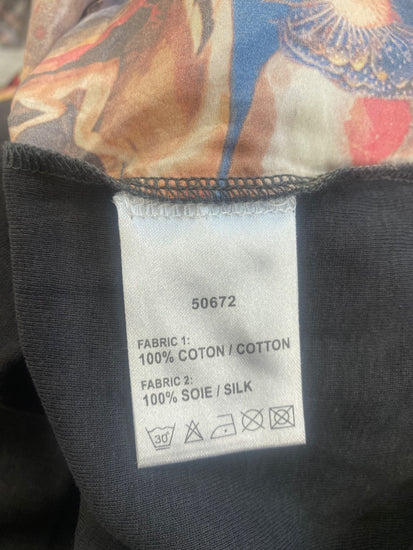 50672
FABRIC 1:
100% COTON / COTTON
FABRIC 2:
100% SOIE / SILK
30°